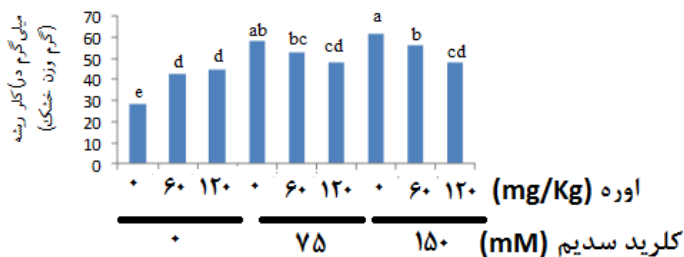 میلی گرم در) کلر ریشه
(گرم وزن خشک
70
60
50
40
30
20
10
0
e d d ab bc cd a b cd
۰ ۶۰ ۱۲۰ ۰ ۶۰ ۱۲۰ ۰ ۶۰ ۱۲۰ اوره (mg/Kg)
۰ ۷۵ ۱۵۰ کلرید سدیم (mM)